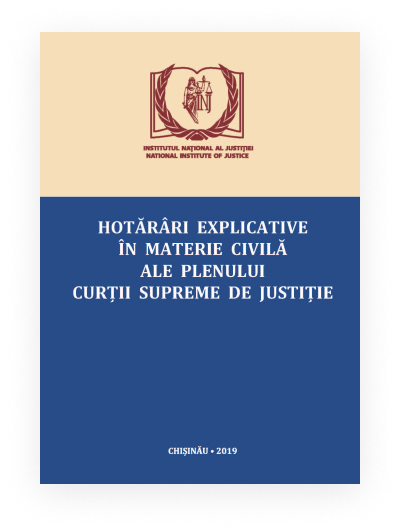 INJ
INSTITUTUL NAȚIONAL AL JUSTIȚIEI
NATIONAL INSTITUTE OF JUSTICE
HOTĂRÂRI EXPLICATIVE
ÎN MATERIE CIVILĂ
ALE PLENULUI
CURȚII SUPREME DE JUSTIȚIE
CHIȘINĂU • 2019